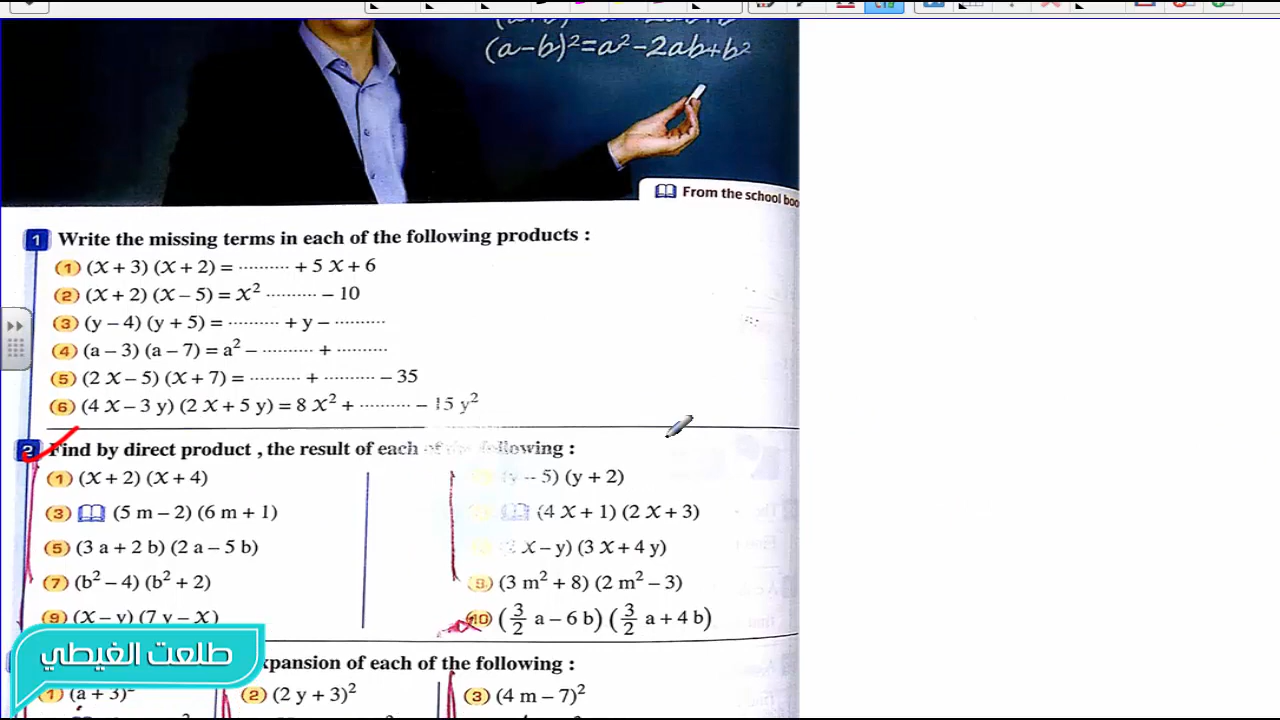 (a-b)²=a²-2ab+b²
From the school
1 Write the missing terms in each of the following products :
(1) (X + 3) (X + 2) = .......... + 5 X + 6
(2) (X + 2) (X – 5) = X² .......... – 10
(3) (y – 4) (y + 5) = .......... + y – ..........
(4) (a – 3) (a – 7) = a² – .......... + ..........
(5) (2 X – 5) (X + 7) = .......... + .......... – 35
(6) (4 X – 3 y) (2 X + 5 y) = 8 X² + .......... – 15 y²
2 Find by direct product , the result of each of the following :
(1) (X + 2) (X + 4)
– 5) (y + 2)
(3) (5 m – 2) (6 m + 1)
(4 X + 1) (2 X + 3)
(5) (3 a + 2 b) (2 a – 5 b)
X – y) (3 X + 4 y)
(7) (b² – 4) (b² + 2)
(8) (3 m² + 8) (2 m² – 3)
(9) (X – y) (7 y – X)
(10) (3/2 a – 6 b) (3/2 a + 4 b)
طلعت الغيطي
xpansion of each of the following :
(1) (a + 3)²
(2) (2 y + 3)²
(3) (4 m – 7)²